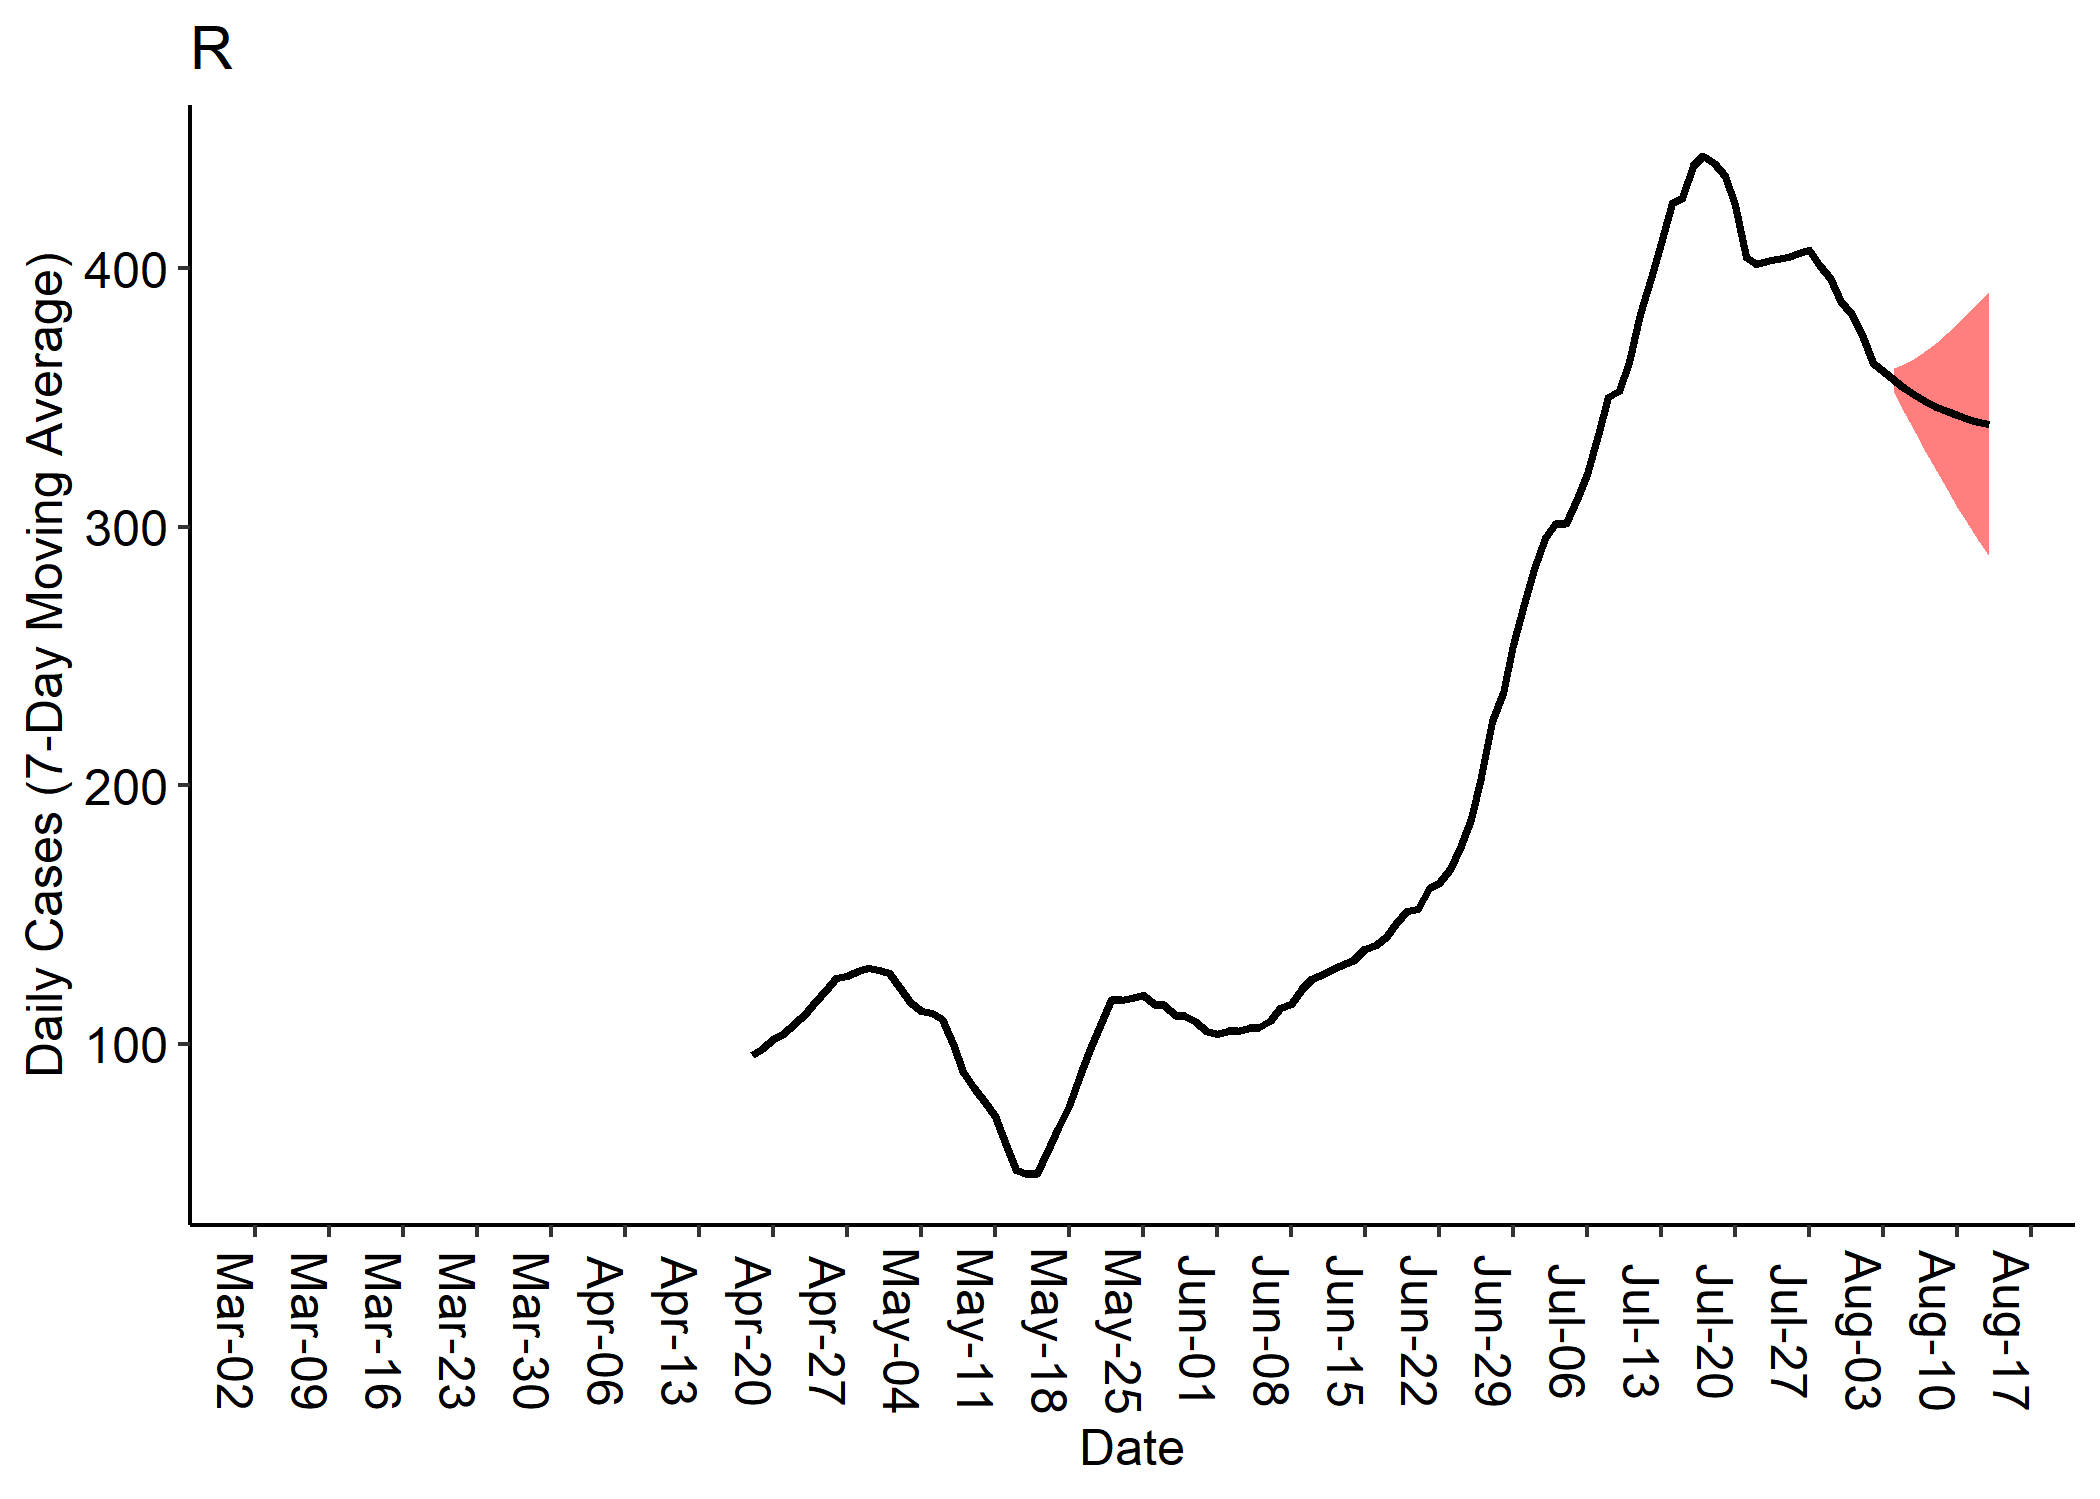 R
Daily Cases (7-Day Moving Average)
400
300
200
100
Mar-02
Mar-09
Mar-16
Mar-23
Mar-30
Apr-06
Apr-13
Apr-20
Apr-27
May-04
May-11
May-18
May-25
Jun-01
Jun-08
Jun-15
Jun-22
Jun-29
Jul-06
Jul-13
Jul-20
Jul-27
Aug-03
Aug-10
Aug-17
Date